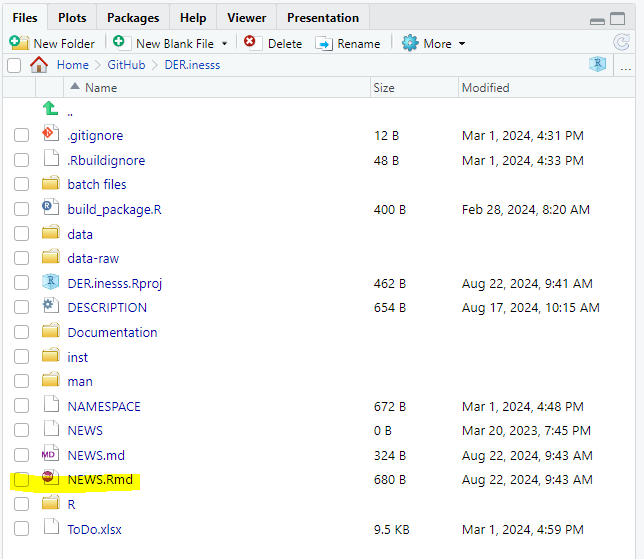 Files Plots Packages Help Viewer Presentation
New Folder New Blank File Delete Rename More
Home GitHub DER.inesss R ...
Name Size Modified
..
.gitignore 12 B Mar 1, 2024, 4:31 PM
.Rbuildignore 48 B Mar 1, 2024, 4:33 PM
batch files
build_package.R 400 B Feb 28, 2024, 8:20 AM
data
data-raw
DER.inesss.Rproj 462 B Aug 22, 2024, 9:41 AM
DESCRIPTION 654 B Aug 17, 2024, 10:15 AM
Documentation
inst
man
NAMESPACE 672 B Mar 1, 2024, 4:48 PM
NEWS 0 B Mar 20, 2023, 7:45 PM
MD NEWS.md 324 B Aug 22, 2024, 9:43 AM
NEWS.Rmd 680 B Aug 22, 2024, 9:43 AM
R
ToDo.xlsx 9.5 KB Mar 1, 2024, 4:59 PM